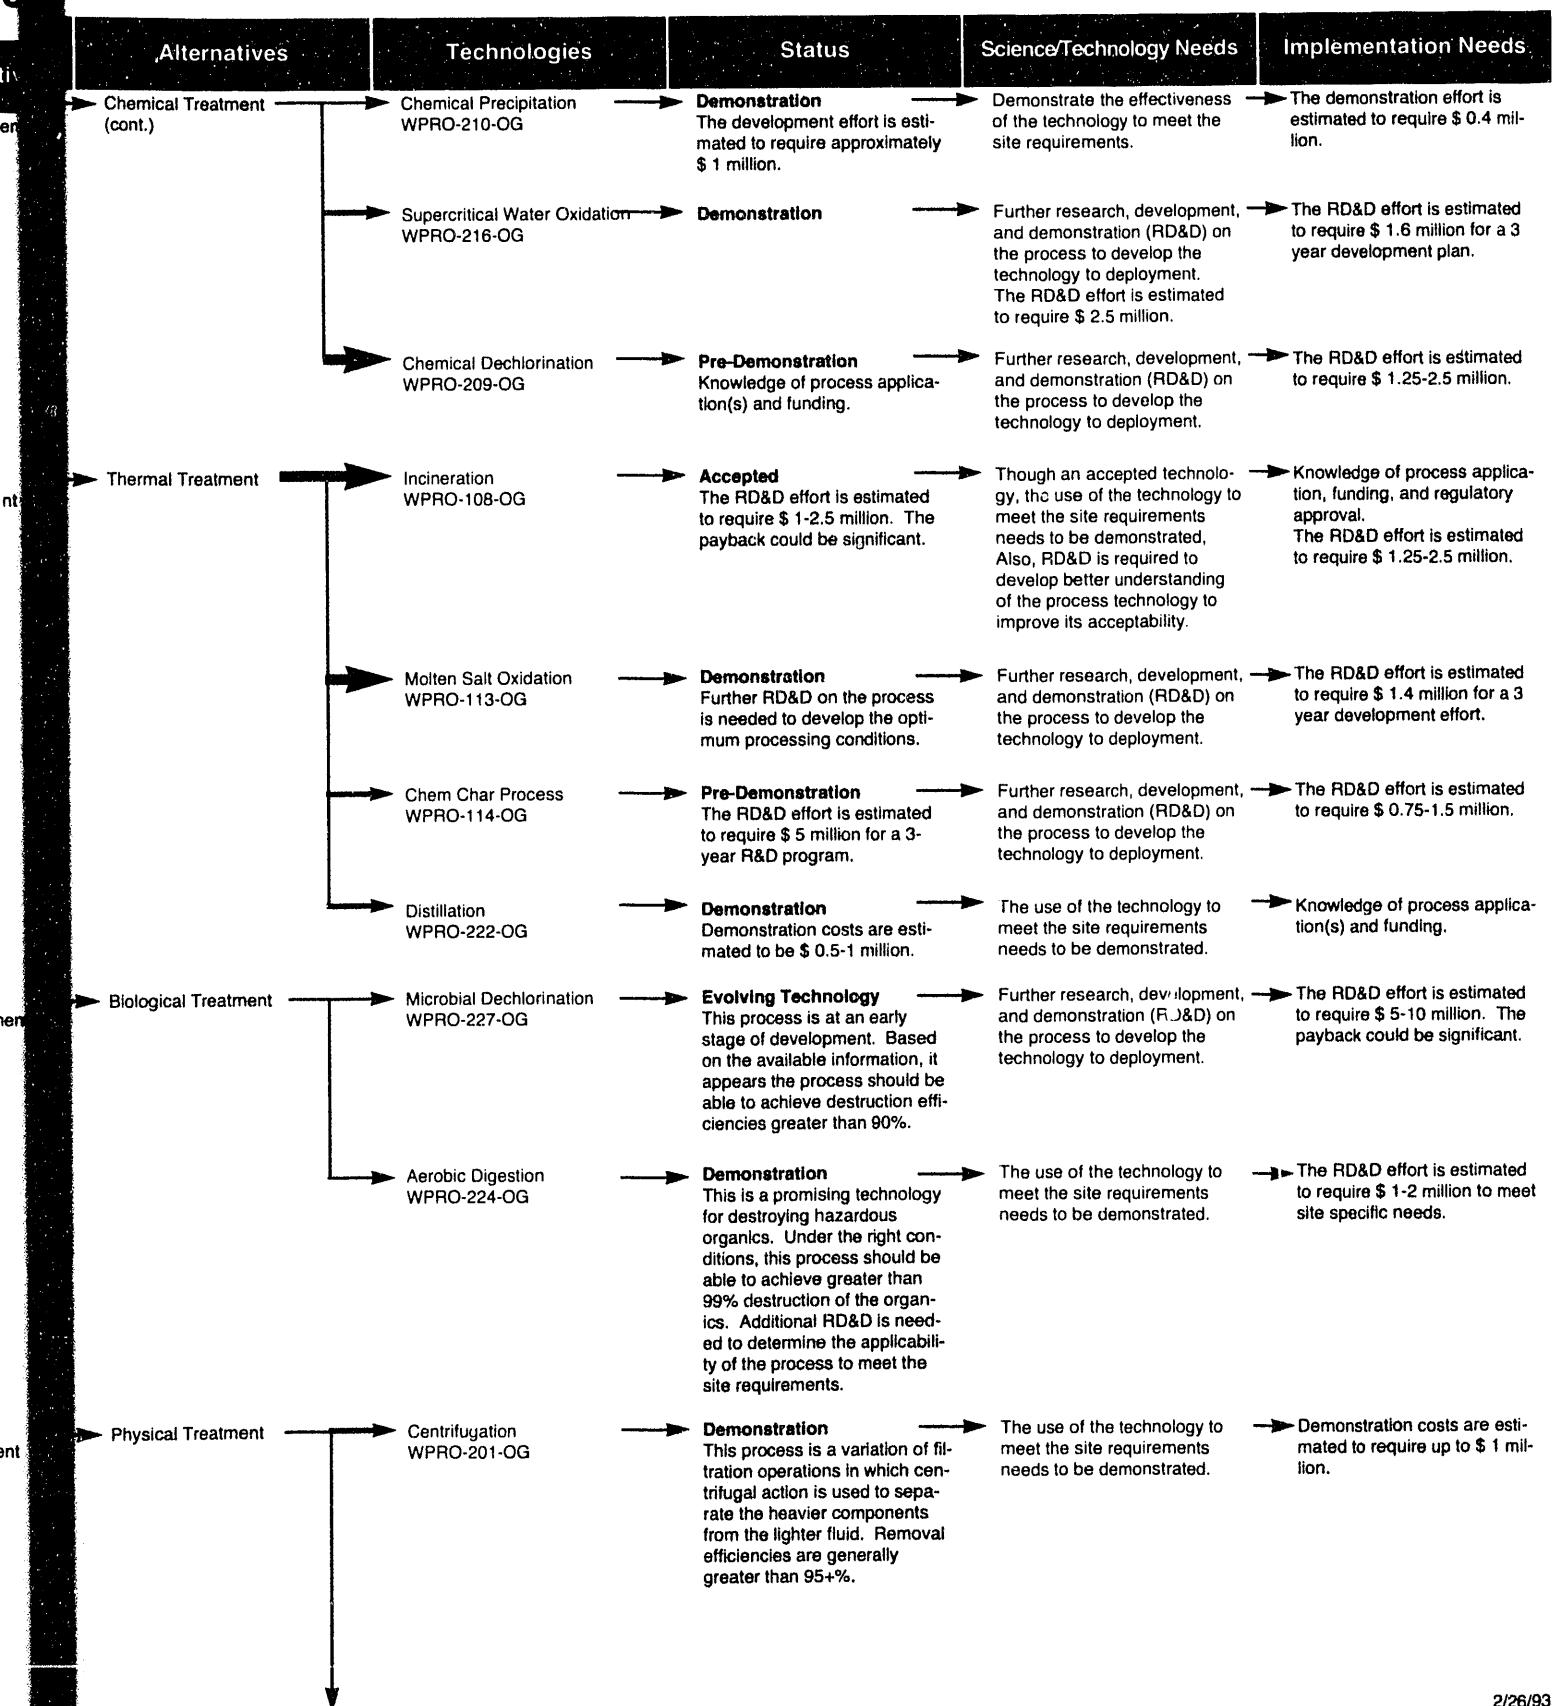 Alternatives
Technologies
Status
Science/Technology Needs
Implementation Needs
Chemical Treatment
(cont.)
Chemical Precipitation
WPRO-210-OG
Demonstration
The development effort is esti-
mated to require approximately
$ 1 million.
Demonstrate the effectiveness
of the technology to meet the
site requirements.
The demonstration effort is
estimated to require $ 0.4 mil-
lion.
Supercritical Water Oxidation
WPRO-216-OG
Demonstration
Further research, development,
and demonstration (RD&D) on
the process to develop the
technology to deployment.
The RD&D effort is estimated
to require $ 2.5 million.
The RD&D effort is estimated
to require $ 1.6 million for a 3
year development plan.
Chemical Dechlorination
WPRO-209-OG
Pre-Demonstration
Knowledge of process applica-
tion(s) and funding.
Further research, development,
and demonstration (RD&D) on
the process to develop the
technology to deployment.
The RD&D effort is estimated
to require $ 1.25-2.5 million.
Thermal Treatment
Incineration
WPRO-108-OG
Accepted
The RD&D effort is estimated
to require $ 1-2.5 million. The
payback could be significant.
Though an accepted technolo-
gy, the use of the technology to
meet the site requirements
needs to be demonstrated,
Also, RD&D is required to
develop better understanding
of the process technology to
improve its acceptability.
Knowledge of process applica-
tion, funding, and regulatory
approval.
The RD&D effort is estimated
to require $ 1.25-2.5 million.
Molten Salt Oxidation
WPRO-113-OG
Demonstration
Further RD&D on the process
is needed to develop the opti-
mum processing conditions.
Further research, development,
and demonstration (RD&D) on
the process to develop the
technology to deployment.
The RD&D effort is estimated
to require $ 1.4 million for a 3
year development effort.
Chem Char Process
WPRO-114-OG
Pre-Demonstration
The RD&D effort is estimated
to require $ 5 million for a 3-
year R&D program.
Further research, development,
and demonstration (RD&D) on
the process to develop the
technology to deployment.
The RD&D effort is estimated
to require $ 0.75-1.5 million.
Distillation
WPRO-222-OG
Demonstration
Demonstration costs are esti-
mated to be $ 0.5-1 million.
The use of the technology to
meet the site requirements
needs to be demonstrated.
Knowledge of process applica-
tion(s) and funding.
Biological Treatment
Microbial Dechlorination
WPRO-227-OG
Evolving Technology
This process is at an early
stage of development. Based
on the available information, it
appears the process should be
able to achieve destruction effi-
ciencies greater than 90%.
Further research, development,
and demonstration (RD&D) on
the process to develop the
technology to deployment.
The RD&D effort is estimated
to require $ 5-10 million. The
payback could be significant.
Aerobic Digestion
WPRO-224-OG
Demonstration
This is a promising technology
for destroying hazardous
organics. Under the right con-
ditions, this process should be
able to achieve greater than
99% destruction of the organ-
ics. Additional RD&D is need-
ed to determine the applicabili-
ty of the process to meet the
site requirements.
The use of the technology to
meet the site requirements
needs to be demonstrated.
The RD&D effort is estimated
to require $ 1-2 million to meet
site specific needs.
Physical Treatment
Centrifugation
WPRO-201-OG
Demonstration
This process is a variation of fil-
tration operations in which cen-
trifugal action is used to sepa-
rate the heavier components
from the lighter fluid. Removal
efficiencies are generally
greater than 95+%.
The use of the technology to
meet the site requirements
needs to be demonstrated.
Demonstration costs are esti-
mated to require up to $ 1 mil-
lion.
2/26/93